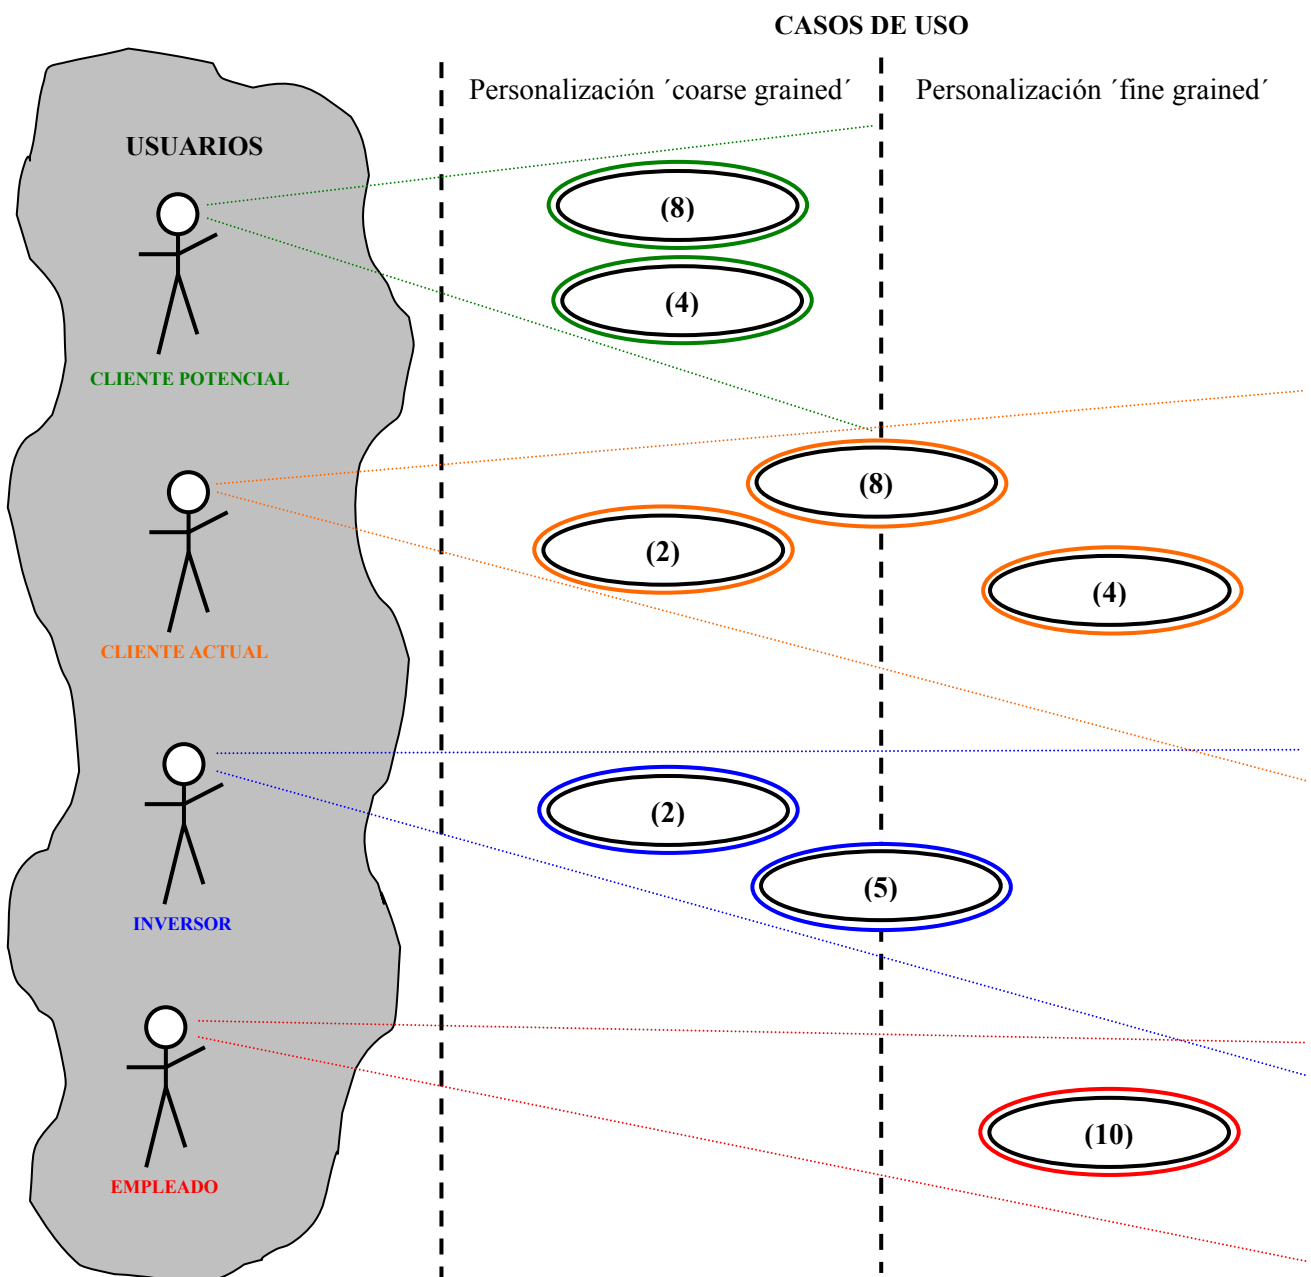 CASOS DE USO
Personalización ´coarse grained´
Personalización ´fine grained´
USUARIOS
(8)
(4)
CLIENTE POTENCIAL
(8)
(2)
(4)
CLIENTE ACTUAL
(2)
(5)
INVERSOR
(10)
EMPLEADO